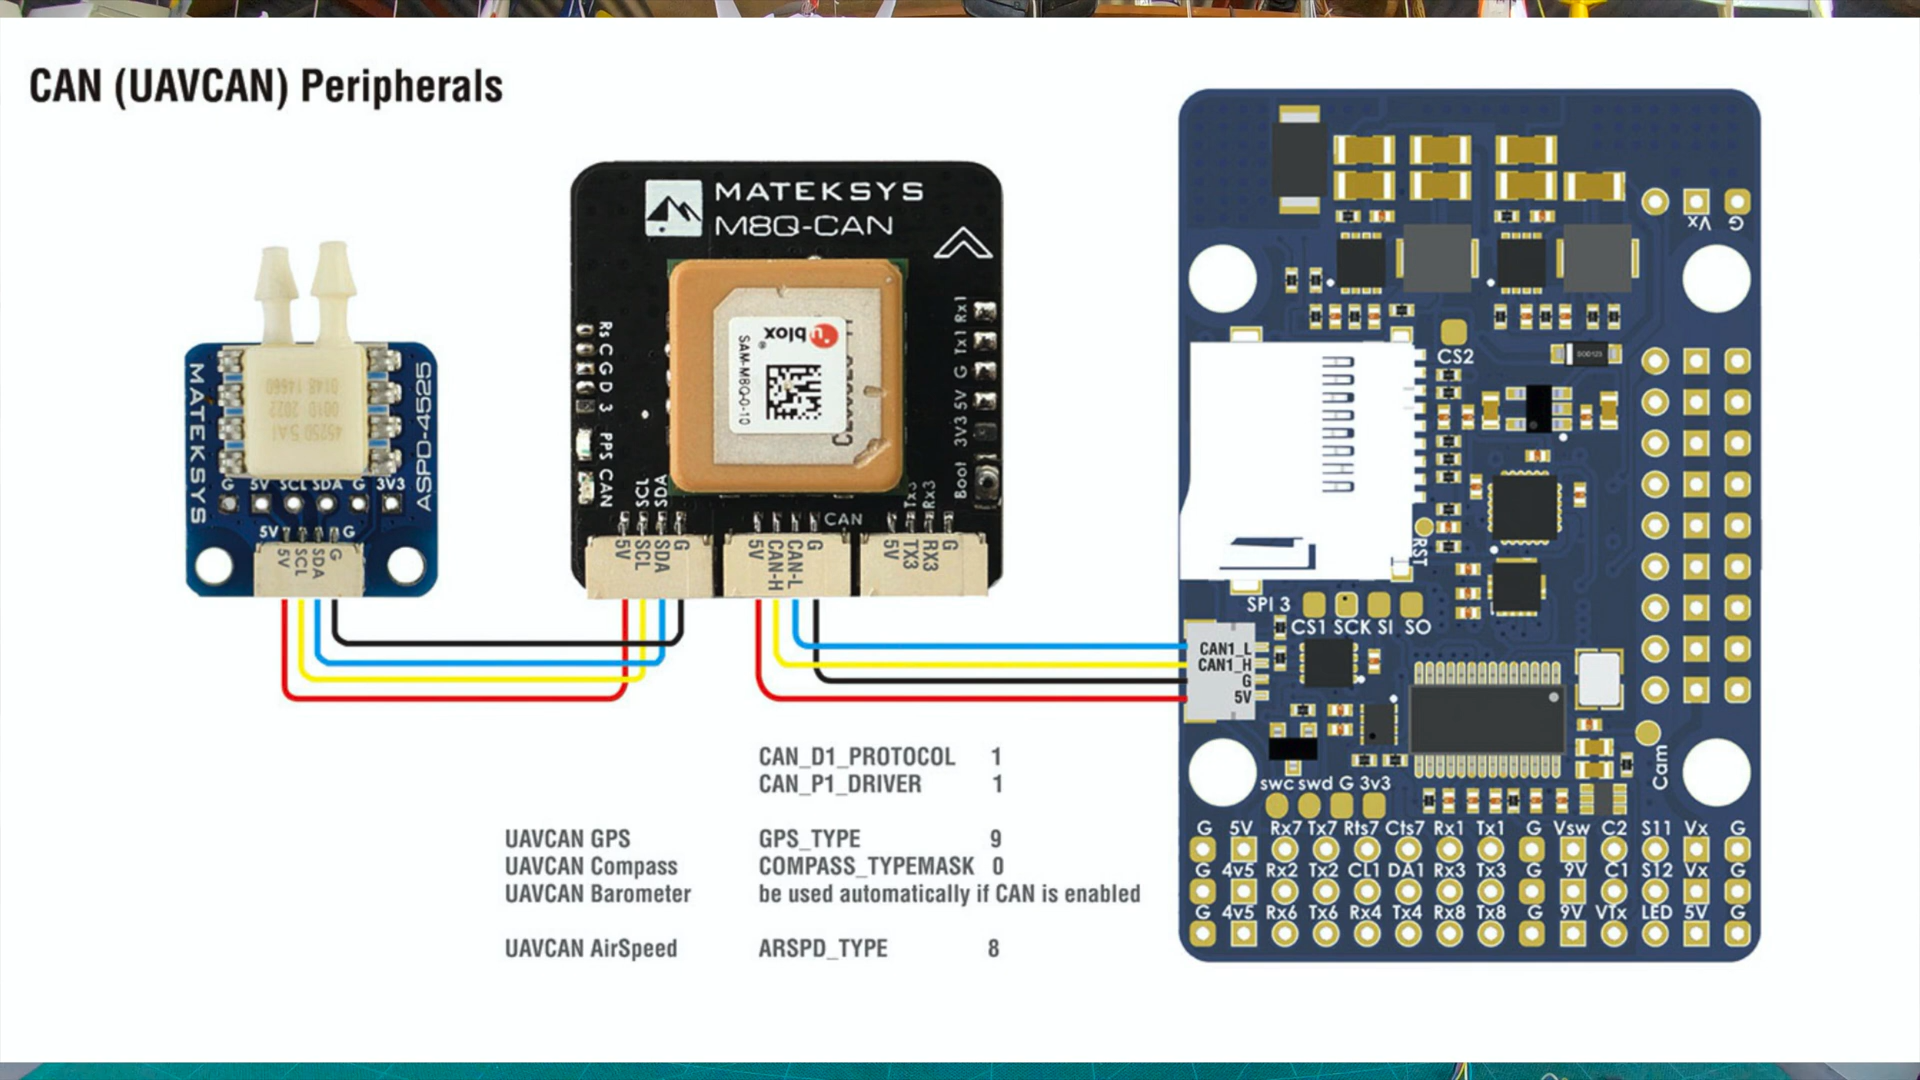 CAN (UAVCAN) Peripherals
MATEKSYS
M8Q-CAN
Rx1
Tx1
G
5V
3V3
Boot
Rs C G D 3
PPS CAN
ublox
SAM-M8Q-0-10
SCL
SDA
CAN
Tx3
Rx3
5V SCL SDA G
5V CAN-H CAN-L G
5V TX3 RX3 G
MATEKSYS
ASPD-4525
G 5V SCL SDA G 3V3
5V G
5V SCL SDA G
Vx G
CS2
RST
SPI 3
CS1 SCK SI SO
CAN1_L
CAN1_H
G
5V
Cam
swc swd G 3v3
G 5V Rx7 Tx7 Rts7 Cts7 Rx1 Tx1 G Vsw C2 S11 Vx G
G 4v5 Rx2 Tx2 CL1 DA1 Rx3 Tx3 G 9V C1 S12 Vx G
G 4v5 Rx6 Tx6 Rx4 Tx4 Rx8 Tx8 G 9V VTx LED 5V G
CAN_D1_PROTOCOL 1
CAN_P1_DRIVER 1
UAVCAN GPS GPS_TYPE 9
UAVCAN Compass COMPASS_TYPEMASK 0
UAVCAN Barometer be used automatically if CAN is enabled
UAVCAN AirSpeed ARSPD_TYPE 8